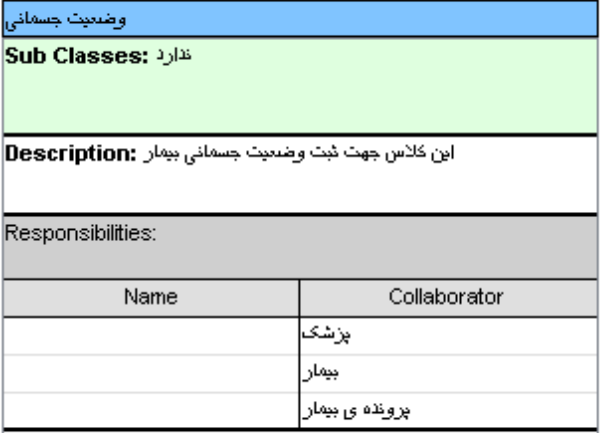 وضعیت جسمانی
Sub Classes: ندارد
Description: این کلاس جهت ثبت وضعیت جسمانی بیمار
Responsibilities:
Name Collaborator
پزشک
بیمار
پرونده ی بیمار